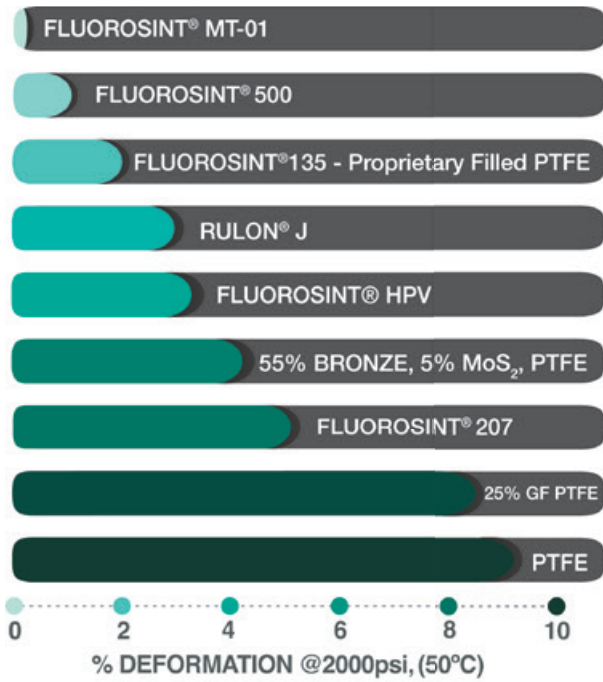 FLUOROSINT® MT-01
FLUOROSINT® 500
FLUOROSINT®135 - Proprietary Filled PTFE
RULON® J
FLUOROSINT® HPV
55% BRONZE, 5% MoS₂, PTFE
FLUOROSINT® 207
25% GF PTFE
PTFE
0 2 4 6 8 10
% DEFORMATION @2000psi, (50ºC)